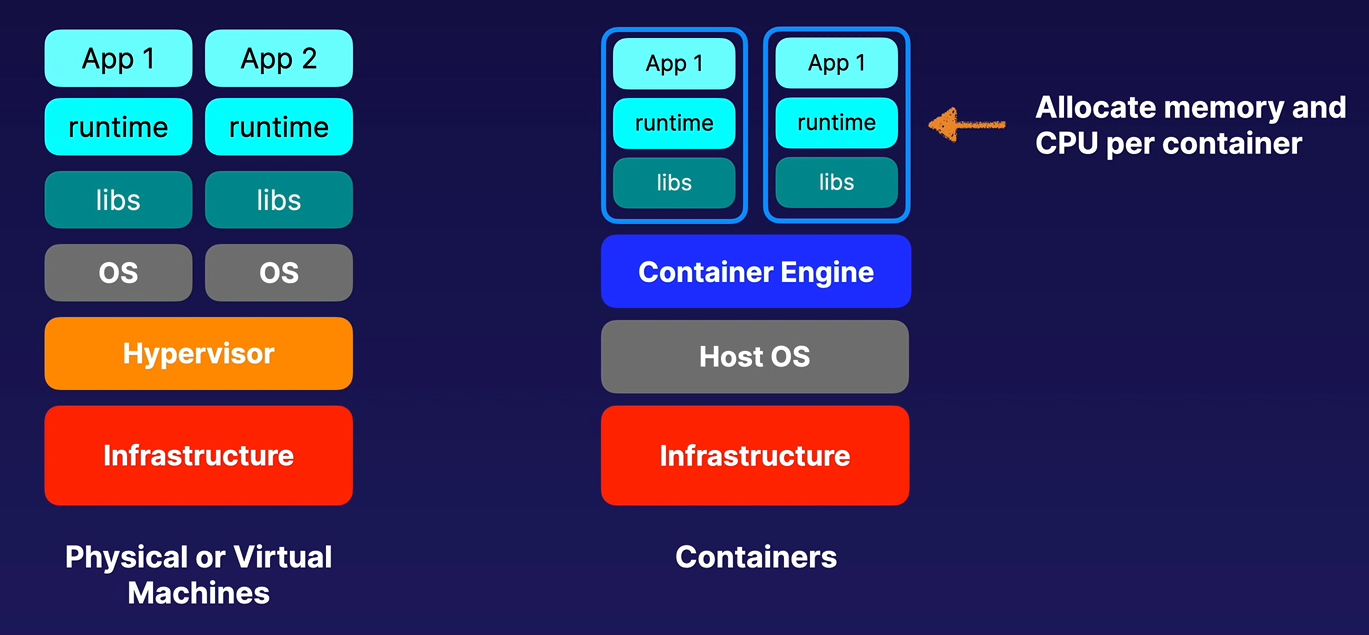 App 1
App 2
runtime
runtime
libs
libs
OS
OS
Hypervisor
Infrastructure
Physical or Virtual
Machines
App 1
App 1
runtime
runtime
libs
libs
Container Engine
Host OS
Infrastructure
Containers
Allocate memory and
CPU per container